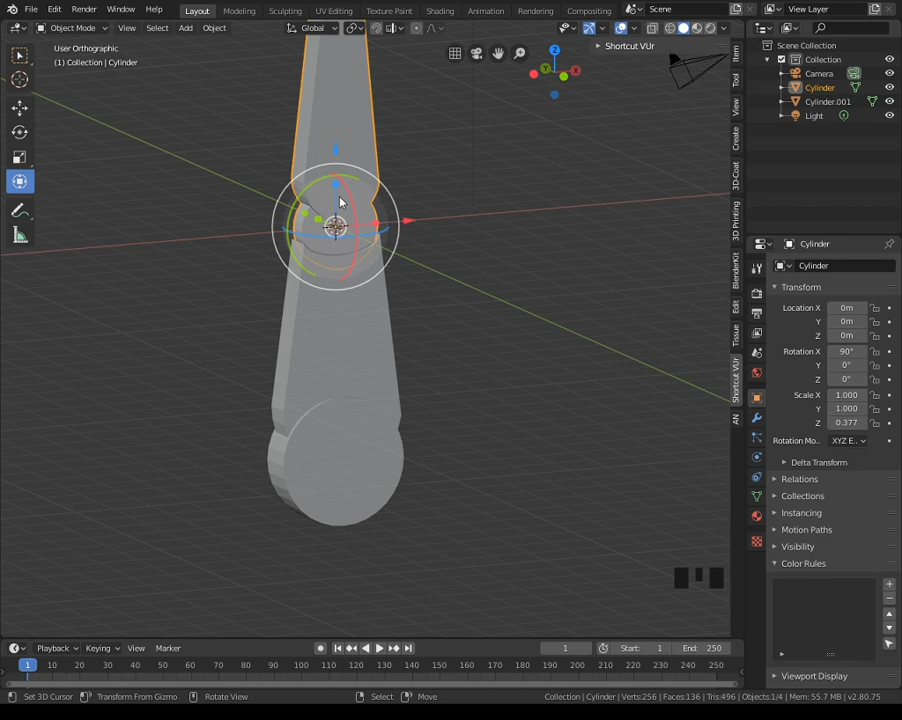 File Edit Render Window Help Layout Modeling Sculpting UV Editing Texture Paint Shading Animation Rendering Compositing Scene View Layer
Object Mode View Select Add Object Global
User Orthographic
(1) Collection | Cylinder
Shortcut VUr
Z
Y
X
Item
Tool
View
Create
3D-Coat
3D Printing
BlenderKit
Edit
Tissue
Shortcut VUr
AN
Scene Collection
Collection
Camera
Cylinder
Cylinder.001
Light
Cylinder
Cylinder
Transform
Location X 0m
Y 0m
Z 0m
Rotation X 90°
Y 0°
Z 0°
Scale X 1.000
Y 1.000
Z 0.377
Rotation Mo.. XYZ E..
Delta Transform
Relations
Collections
Instancing
Motion Paths
Visibility
Color Rules
Viewport Display
Playback Keying View Marker 1 Start: 1 End: 250
1 10 20 30 40 50 60 70 80 90 100 110 120 130 140 150 160 170 180 190 200 210 220 230 240 250
Set 3D Cursor Transform From Gizmo Rotate View Select Move Collection | Cylinder | Verts:256 | Faces:136 | Tris:496 | Objects:1/4 | Mem: 55.7 MB | v2.80.75